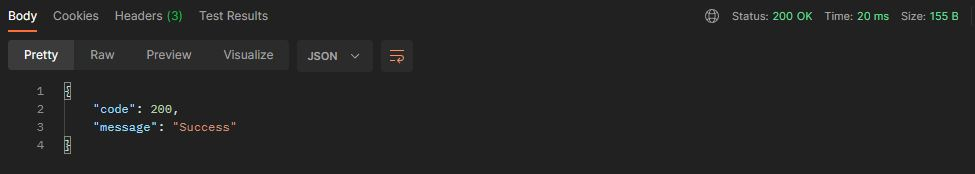 Body Cookies Headers (3) Test Results Status: 200 OK Time: 20 ms Size: 155 B
Pretty Raw Preview Visualize JSON
1 {
2 "code": 200,
3 "message": "Success"
4 }